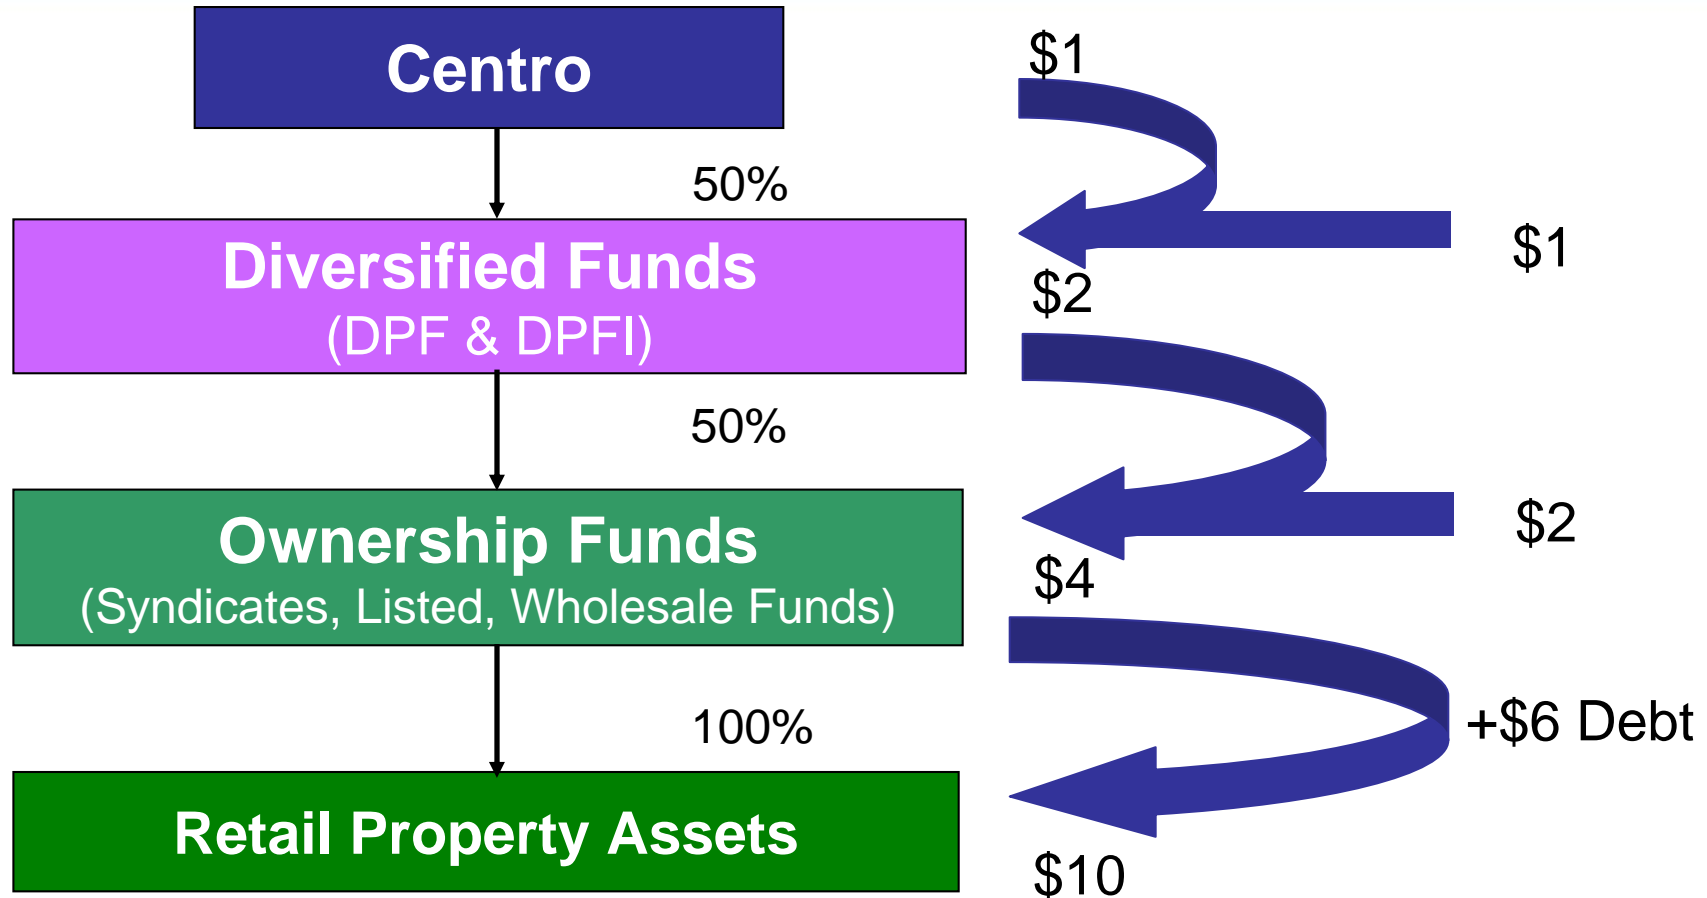 Centro
$1
50%
$1
Diversified Funds
(DPF & DPFI)
$2
50%
$2
Ownership Funds
(Syndicates, Listed, Wholesale Funds)
$4
100%
+$6 Debt
Retail Property Assets
$10